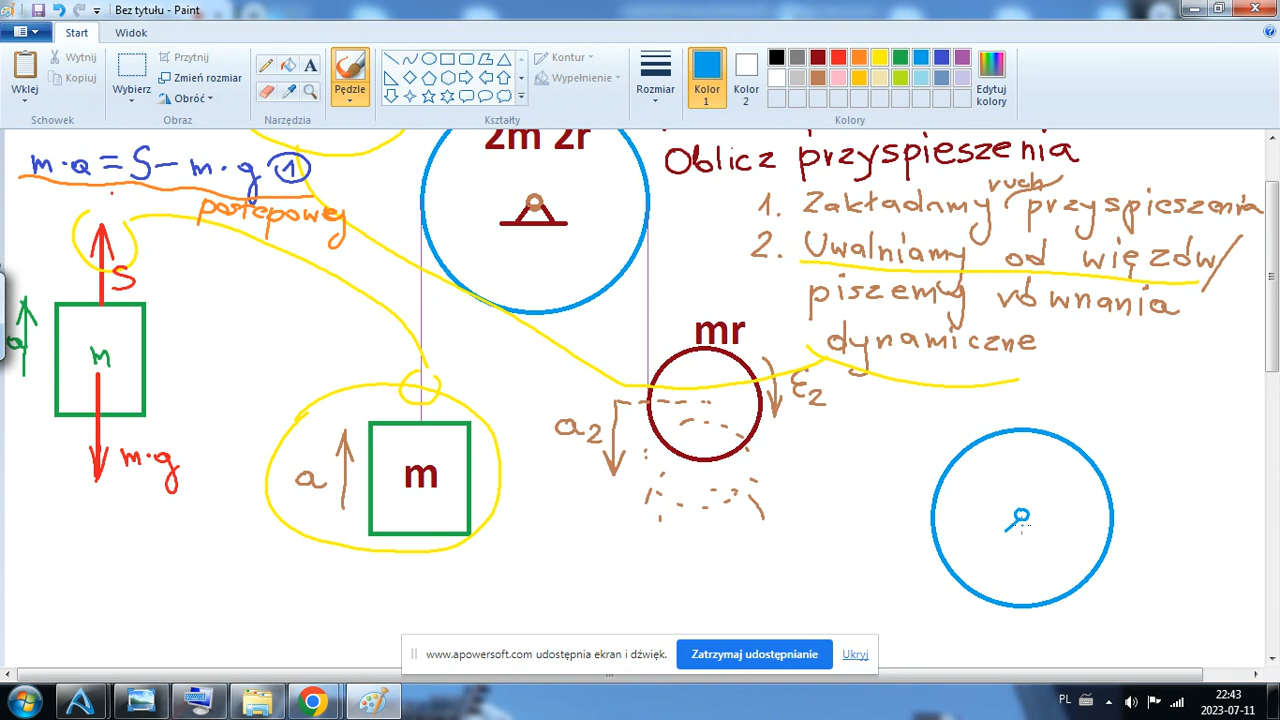 Bez tytułu - Paint
Start
Widok
Wklej
Wytnij
Kopiuj
Wybierz
Przytnij
Zmień rozmiar
Obróć
Pędzle
Kontur
Wypełnienie
Rozmiar
Kolor
1
Kolor
2
Edytuj
kolory
Schowek
Obraz
Narzędzia
Kształty
Kolory
m·a = S - m·g 1
postępowej
2m 2r
Oblicz przyspieszenia
ruch
1. Zakładamy przyspieszenia
2. Uwalniamy od więzów/
piszemy równania
dynamiczne
S
a
m
m·g
mr
ε2
a2
a
m
www.apowersoft.com udostępnia ekran i dźwięk.
Zatrzymaj udostępnianie
Ukryj
PL
22:43
2023-07-11